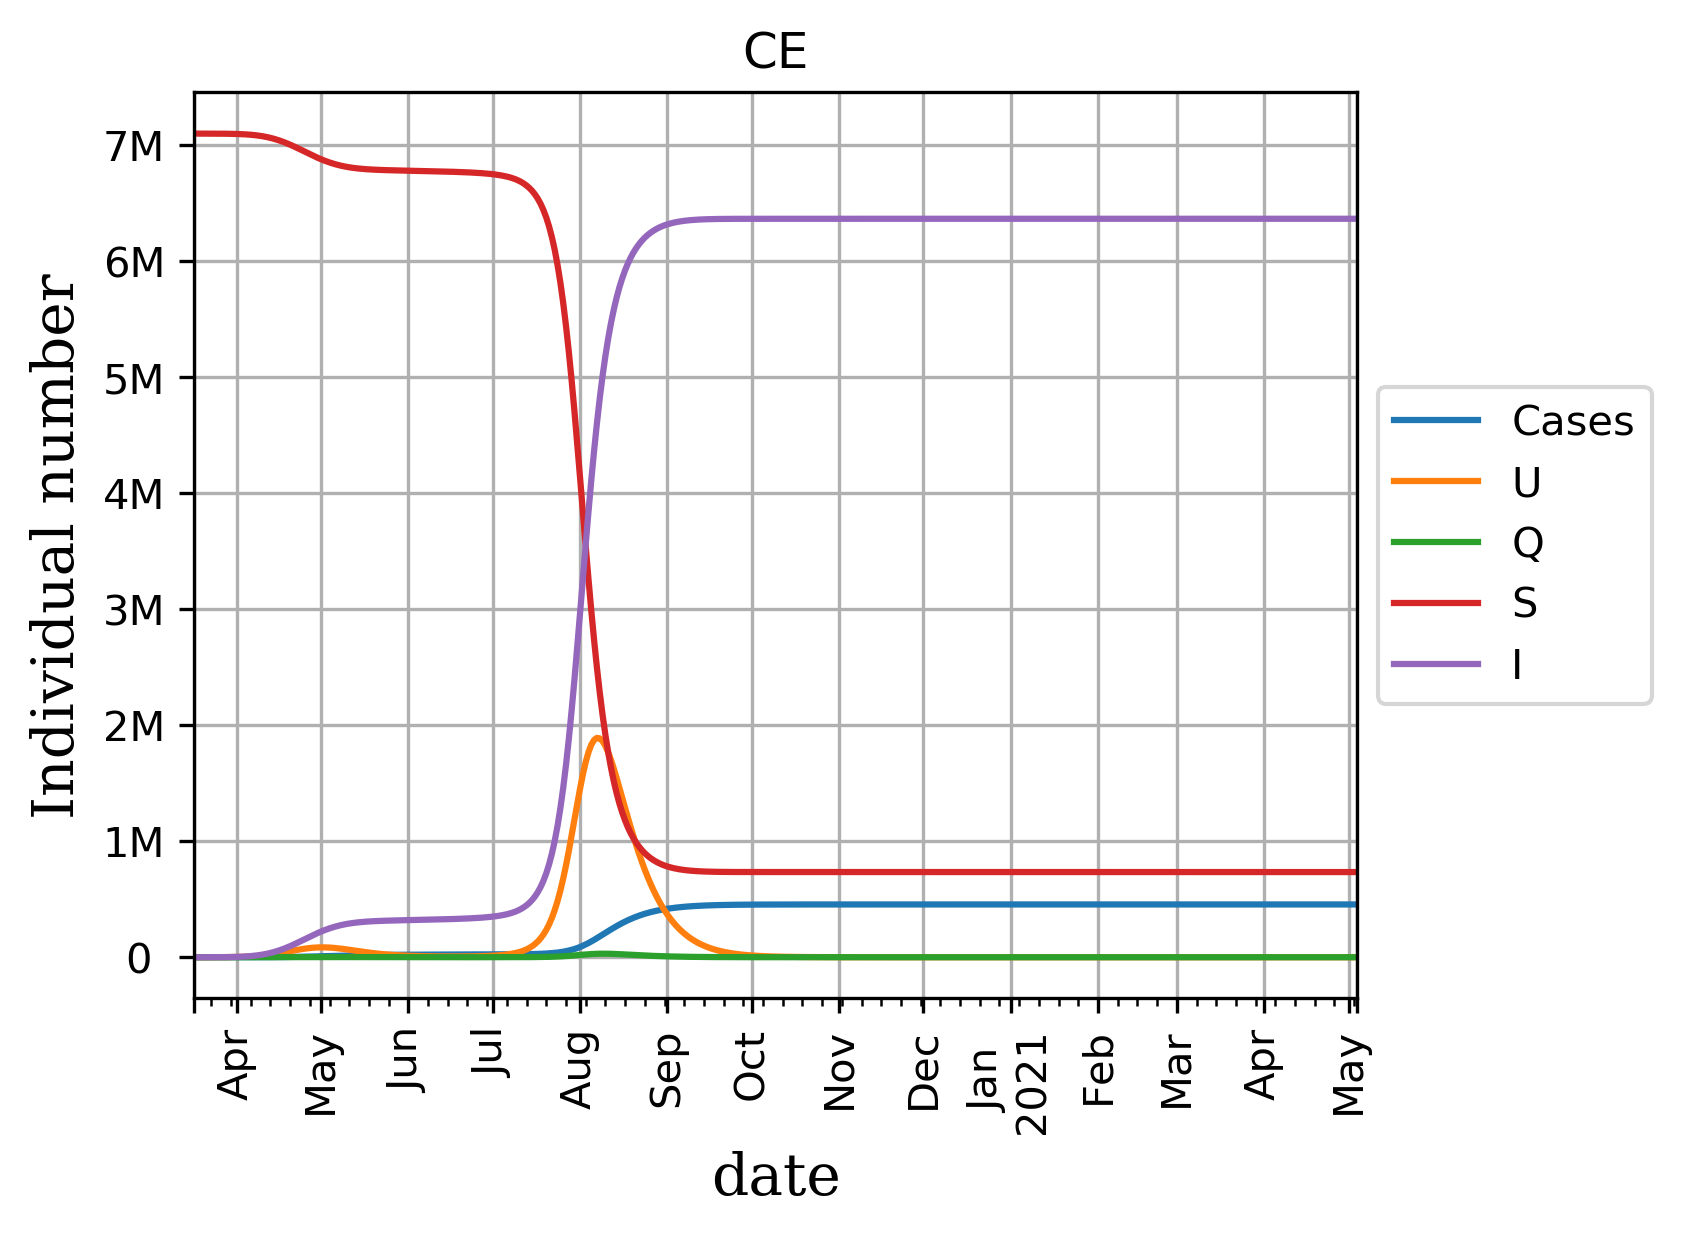 CE
Individual number
7M
6M
5M
4M
3M
2M
1M
0
Apr
May
Jun
Jul
Aug
Sep
Oct
Nov
Dec
Jan
2021
Feb
Mar
Apr
May
date
Cases
U
Q
S
I